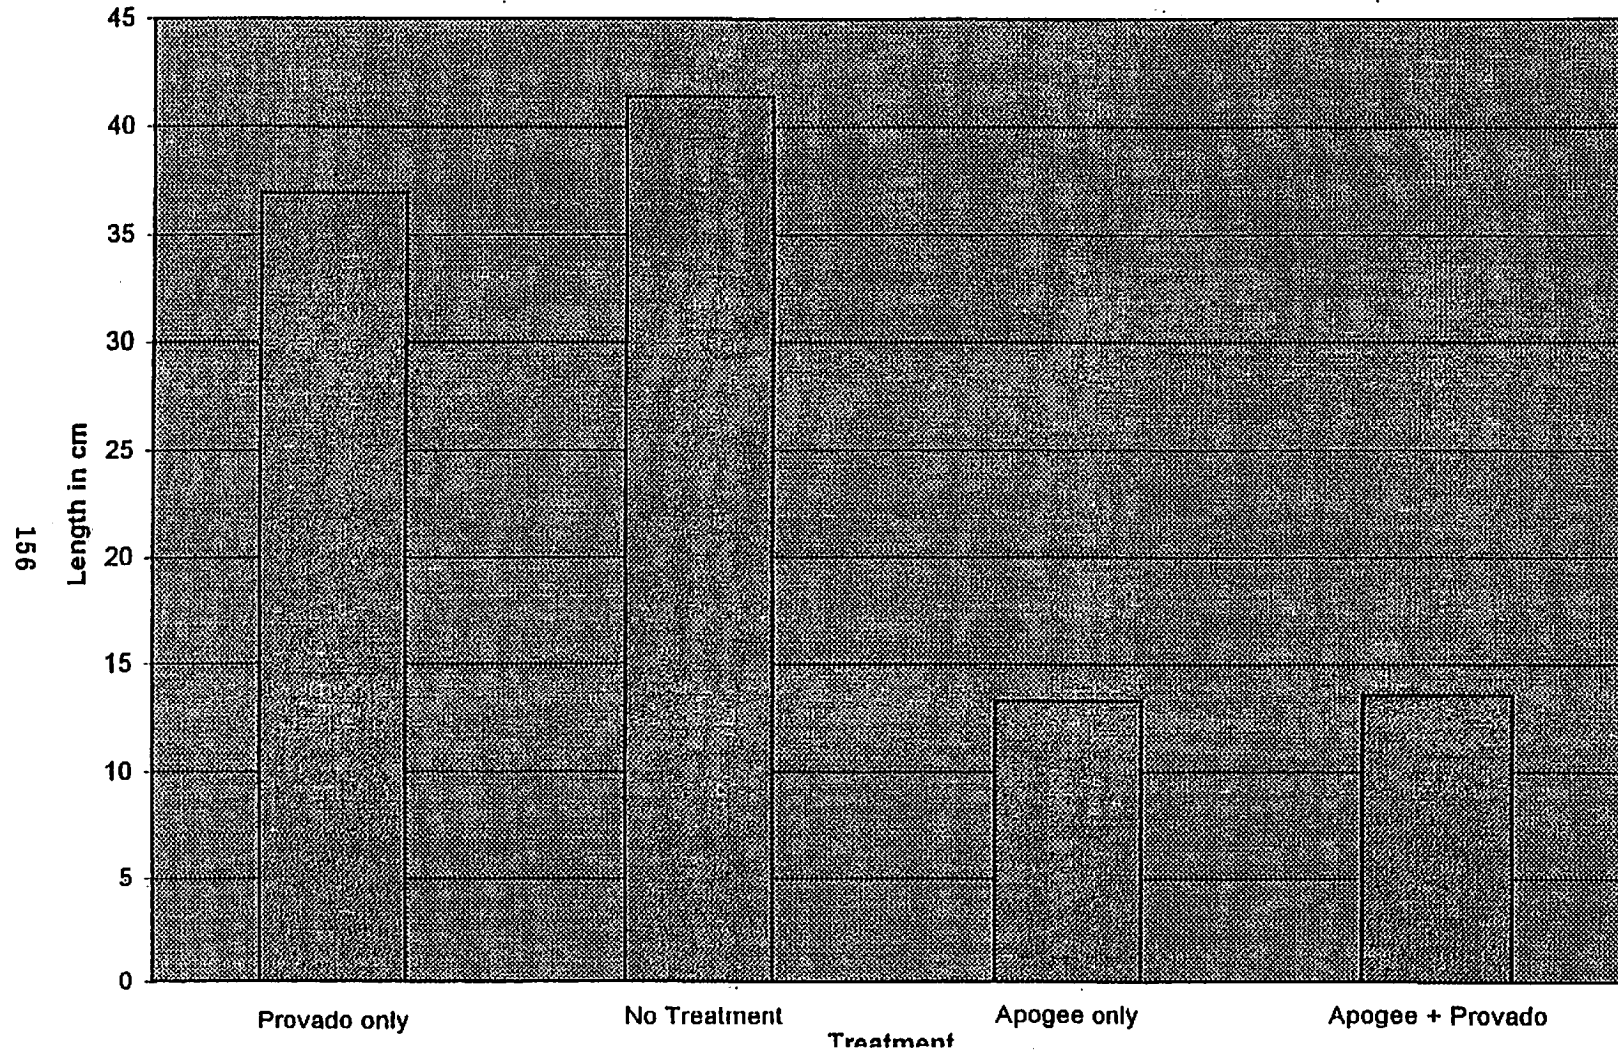 45
40
35
30
25
20
15
10
5
0
Length in cm
156
Provado only
No Treatment
Apogee only
Apogee + Provado
Treatment